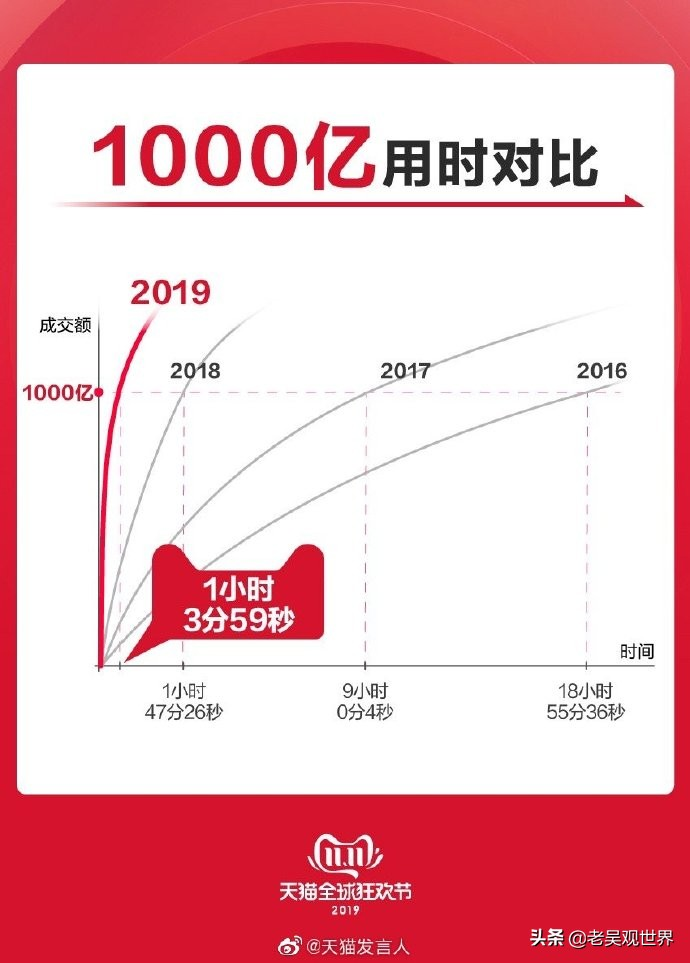 1000亿用时对比
2019
成交额
2018
2017
2016
1000亿
1小时
3分59秒
时间
1小时
47分26秒
9小时
0分4秒
18小时
55分36秒
11.11
天猫全球狂欢节
2019
@天猫发言人
头条 @老吴观世界